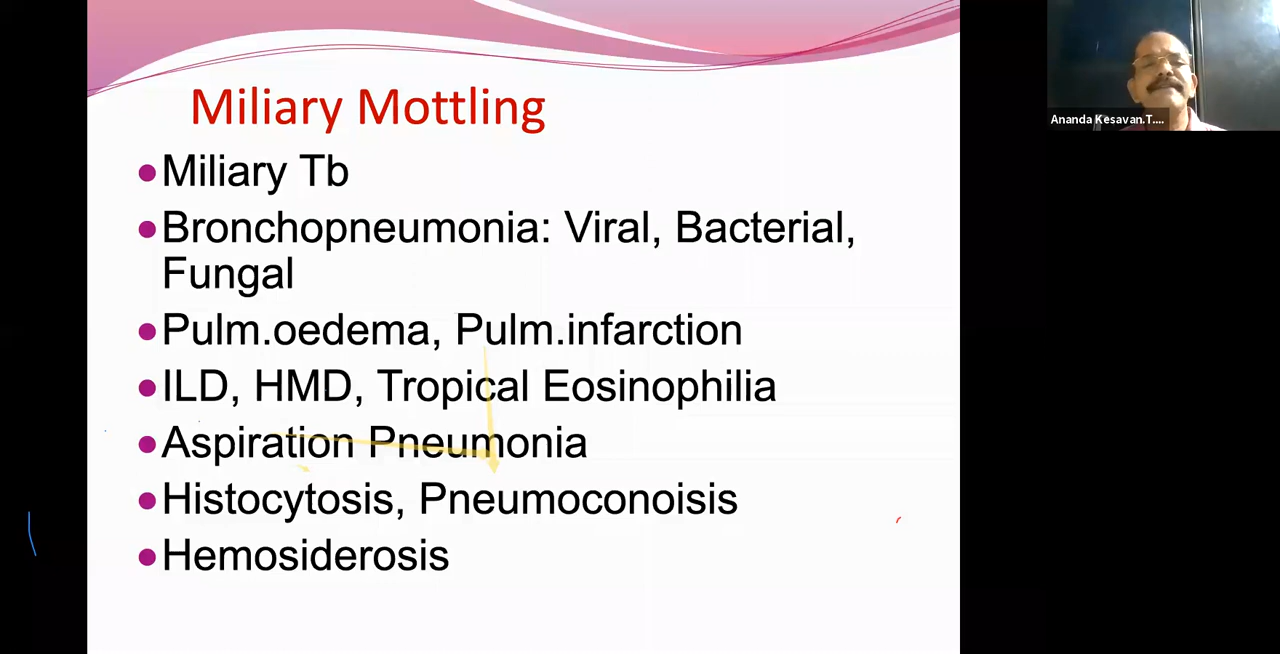 Miliary Mottling
Ananda Kesavan.T....
●Miliary Tb
●Bronchopneumonia: Viral, Bacterial,
Fungal
●Pulm.oedema, Pulm.infarction
●ILD, HMD, Tropical Eosinophilia
●Aspiration Pneumonia
●Histocytosis, Pneumoconoisis
●Hemosiderosis